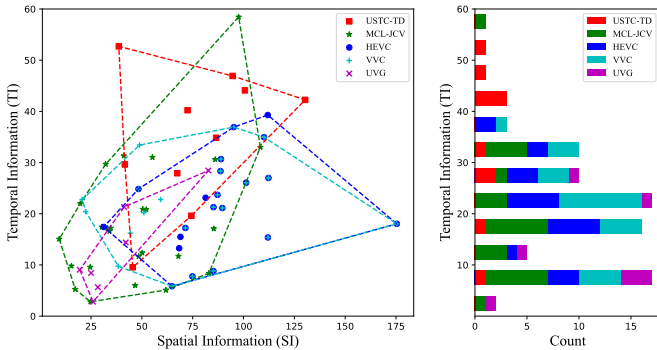 60
50
40
30
20
10
0
25
50
75
100
125
150
175
Temporal Information (TI)
Spatial Information (SI)
USTC-TD
MCL-JCV
HEVC
VVC
UVG
60
50
40
30
20
10
0
0
5
10
15
Temporal Information (TI)
Count
USTC-TD
MCL-JCV
HEVC
VVC
UVG